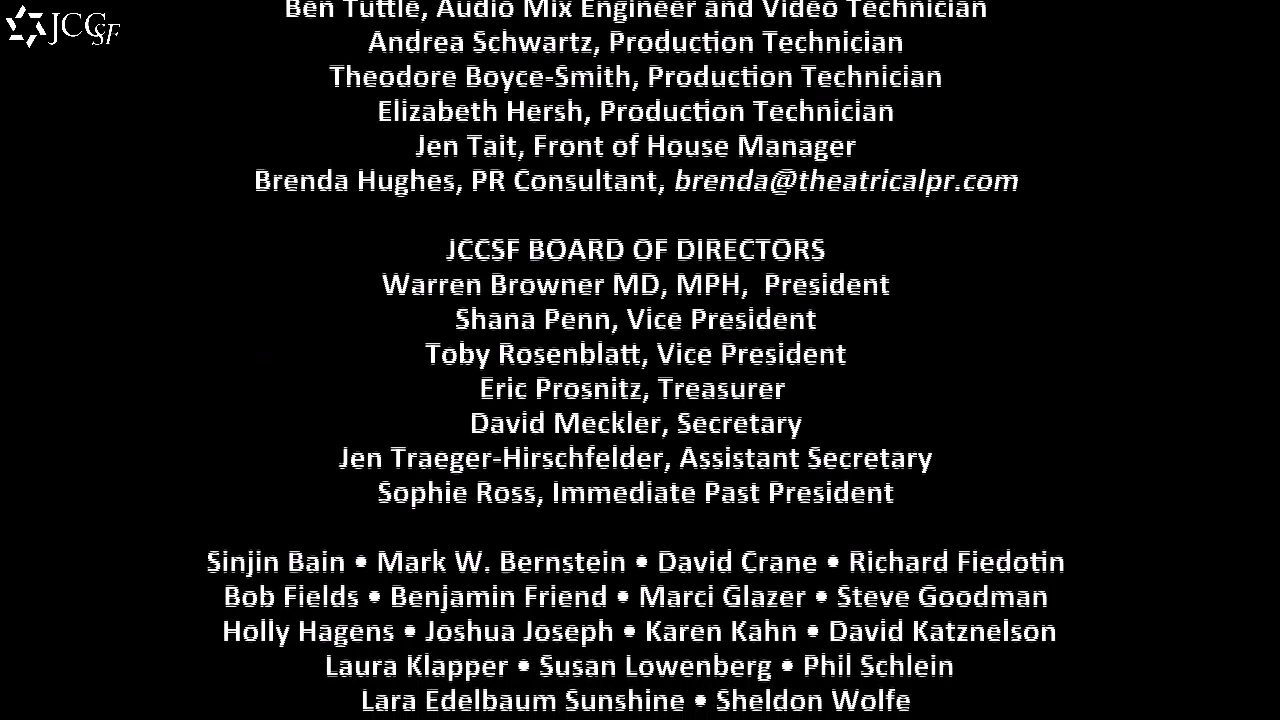 JCCSF
Ben Tuttle, Audio Mix Engineer and Video Technician
Andrea Schwartz, Production Technician
Theodore Boyce-Smith, Production Technician
Elizabeth Hersh, Production Technician
Jen Tait, Front of House Manager
Brenda Hughes, PR Consultant, brenda@theatricalpr.com
JCCSF BOARD OF DIRECTORS
Warren Browner MD, MPH,  President
Shana Penn, Vice President
Toby Rosenblatt, Vice President
Eric Prosnitz, Treasurer
David Meckler, Secretary
Jen Traeger-Hirschfelder, Assistant Secretary
Sophie Ross, Immediate Past President
Sinjin Bain • Mark W. Bernstein • David Crane • Richard Fiedotin
Bob Fields • Benjamin Friend • Marci Glazer • Steve Goodman
Holly Hagens • Joshua Joseph • Karen Kahn • David Katznelson
Laura Klapper • Susan Lowenberg • Phil Schlein
Lara Edelbaum Sunshine • Sheldon Wolfe